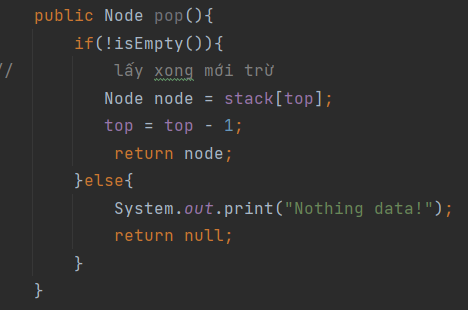 public Node pop(){
if(!isEmpty()){
// lấy xong mới trừ
Node node = stack[top];
top = top - 1;
return node;
}else{
System.out.print("Nothing data!");
return null;
}
}